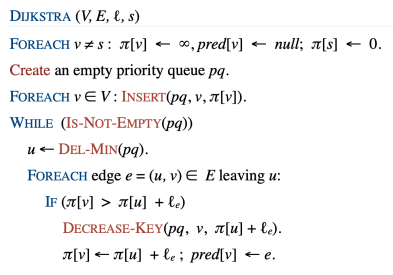 DIJKSTRA (V, E, ℓ, s)
FOREACH v ≠ s : π[v] ← ∞, pred[v] ← null; π[s] ← 0.
Create an empty priority queue pq.
FOREACH v ∈ V : INSERT(pq, v, π[v]).
WHILE (IS-NOT-EMPTY(pq))
u ← DEL-MIN(pq).
FOREACH edge e = (u, v) ∈ E leaving u:
IF (π[v] > π[u] + ℓₑ)
DECREASE-KEY(pq, v, π[u] + ℓₑ).
π[v] ← π[u] + ℓₑ ; pred[v] ← e.